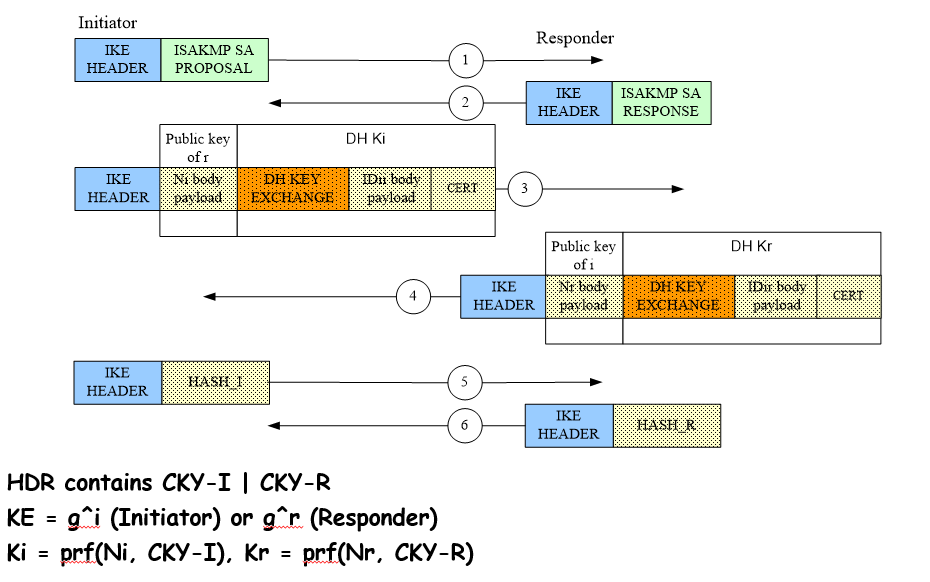 Initiator
IKE
HEADER
ISAKMP SA
PROPOSAL
1
Responder
2
IKE
HEADER
ISAKMP SA
RESPONSE
Public key
of r
DH Ki
IKE
HEADER
Ni body
payload
DH KEY
EXCHANGE
IDii body
payload
CERT
3
Public key
of i
DH Kr
4
IKE
HEADER
Nr body
payload
DH KEY
EXCHANGE
IDir body
payload
CERT
IKE
HEADER
HASH_I
5
6
IKE
HEADER
HASH_R
HDR contains CKY-I | CKY-R
KE = g^i (Initiator) or g^r (Responder)
Ki = prf(Ni, CKY-I), Kr = prf(Nr, CKY-R)